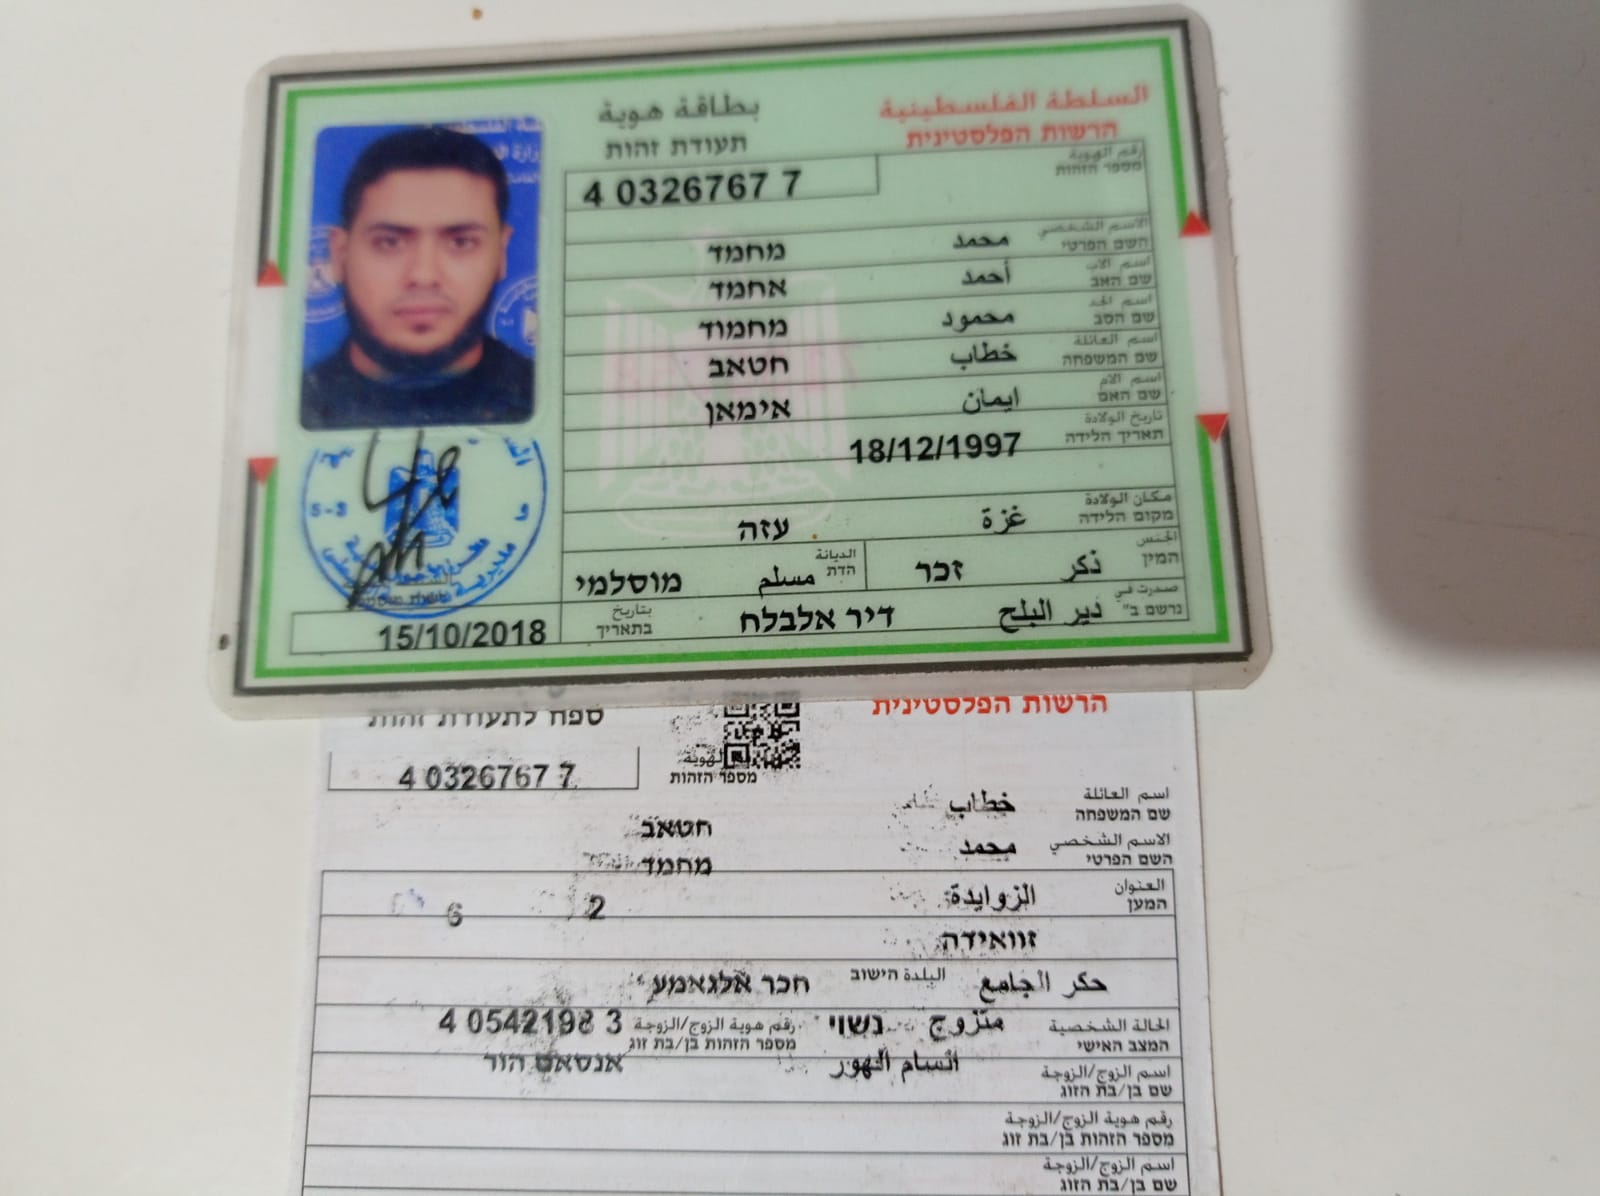 السلطة الفلسطينية
הרשות הפלסטינית
بطاقة هوية
תעודת זהות
رقم الهوية
מספר הזהות
4 0326767 7
الاسم الشخصي محمد
השם הפרטי מחמד
اسم الاب أحمد
שם האב אחמד
اسم الجد محمود
שם הסב מחמוד
اسم العائلة خطاب
שם המשפחה חטאב
اسم الام ايمان
שם האם אימאן
تاريخ الولادة
תאריך הלידה
18/12/1997
مكان الولادة غزة
מקום הלידה עזה
الجنس ذكر
המין זכר
الديانة مسلم
הדת מוסלמי
صدرت في دير البلح
נרשם ב" דיר אלבלח
بتاريخ
בתאריך
15/10/2018
הרשות הפלסטינית
ספח לתעודת זהות
الهوية
מספר הזהות
4 0326767 7
اسم العائلة خطاب
שם המשפחה חטאב
الاسم الشخصي محمد
השם הפרטי מחמד
العنوان الزوايدة 2 6
המען
זוואידה
حكر الجامع البلدة הישוב חכר אלגאמע
الحالة الشخصية متزوج
המצב האישי נשוי
رقم هوية الزوج/الزوجة 4 0542198 3
מספר הזהות בן/בת זוג
اسم الزوج/الزوجة انسام الهور
שם בן/בת הזוג אנסאם הור
رقم هوية الزوج/الزوجة
מספר הזהות בן/בת זוג
اسم الزوج/الزوجة
שם בן/בת הזוג